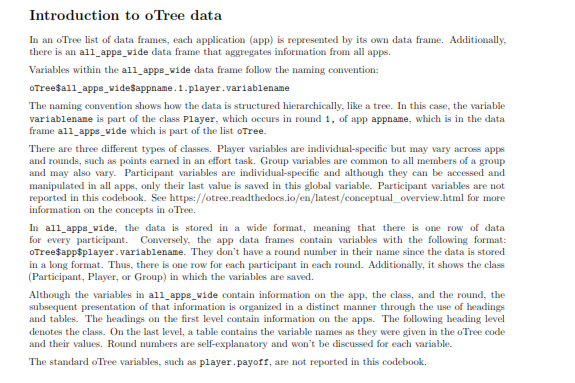 Introduction to oTree data
In an oTree list of data frames, each application (app) is represented by its own data frame. Additionally,
there is an all_apps_wide data frame that aggregates information from all apps.
Variables within the all_apps_wide data frame follow the naming convention:
oTree$all_apps_wide$appname.1.player.variablename
The naming convention shows how the data is structured hierarchically, like a tree. In this case, the variable
variablename is part of the class Player, which occurs in round 1, of app appname, which is in the data
frame all_apps_vide which is part of the list oTree.
There are three different types of classes. Player variables are individual-specific but may vary across apps
and rounds, such as points earned in an effort task. Group variables are common to all members of a group
and may also vary. Participant variables are individual-specific and although they can be accessed and
manipulated in all apps, only their last value is saved in this global variable. Participant variables are not
reported in this codebook. See https://otree.readthedocs.io/en/latest/conceptual_overview.html for more
information on the concepts in oTree.
In all_apps_wide, the data is stored in a wide format, meaning that there is one row of data
for every participant. Conversely, the app data frames contain variables with the following format:
oTree$app$player.variablename. They don't have a round number in their name since the data is stored
in a long format. Thus, there is one row for each participant in each round. Additionally, it shows the class
(Participant, Player, or Group) in which the variables are saved.
Although the variables in all_apps_wide contain information on the app, the class, and the round, the
subsequent presentation of that information is organized in a distinct manner through the use of headings
and tables. The headings on the first level contain information on the apps. The following heading level
denotes the class. On the last level, a table contains the variable names as they were given in the oTree code
and their values. Round numbers are self-explanatory and won't be discussed for each variable.
The standard oTree variables, such as player.payoff, are not reported in this codebook.